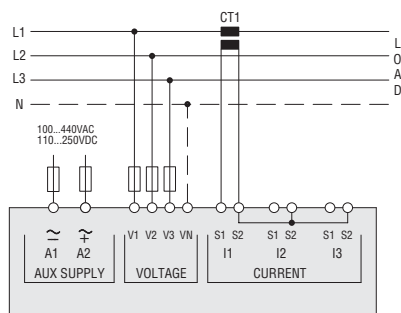 CT1
L1
L2
L3
N
LOAD
100...440VAC
110...250VDC
V1 V2 V3 VN
S1 S2 S1 S2 S1 S2
A1 A2
I1 I2 I3
AUX SUPPLY VOLTAGE CURRENT